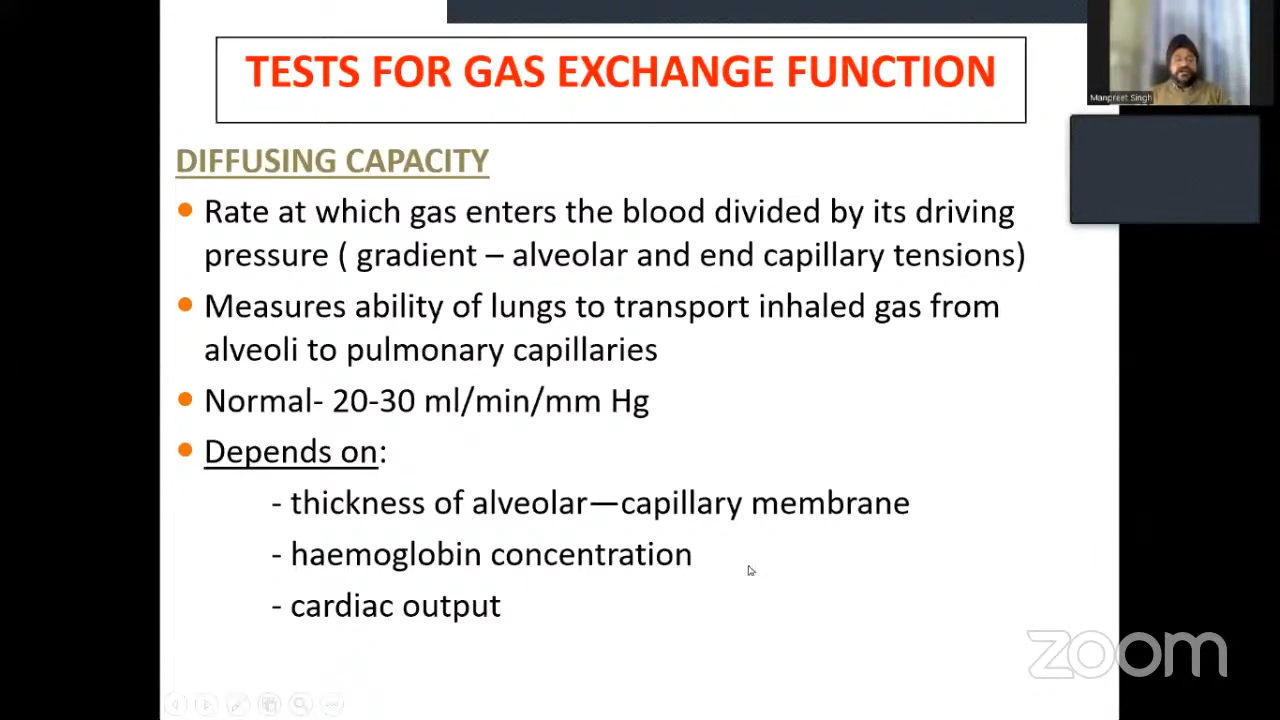 TESTS FOR GAS EXCHANGE FUNCTION
Manpreet Singh
DIFFUSING CAPACITY
• Rate at which gas enters the blood divided by its driving
pressure ( gradient – alveolar and end capillary tensions)
• Measures ability of lungs to transport inhaled gas from
alveoli to pulmonary capillaries
• Normal- 20-30 ml/min/mm Hg
• Depends on:
- thickness of alveolar—capillary membrane
- haemoglobin concentration
- cardiac output
zoom